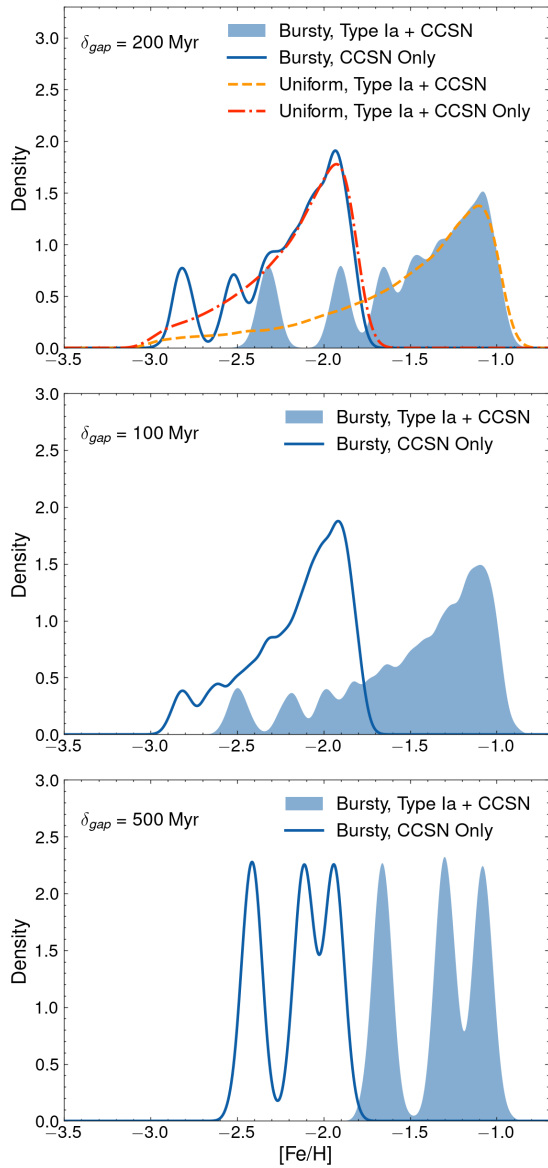 δgap = 200 Myr
Bursty, Type Ia + CCSN
Bursty, CCSN Only
Uniform, Type Ia + CCSN
Uniform, Type Ia + CCSN Only
Density
3.0
2.5
2.0
1.5
1.0
0.5
0.0
−3.5 −3.0 −2.5 −2.0 −1.5 −1.0
δgap = 100 Myr
Bursty, Type Ia + CCSN
Bursty, CCSN Only
Density
3.0
2.5
2.0
1.5
1.0
0.5
0.0
−3.5 −3.0 −2.5 −2.0 −1.5 −1.0
δgap = 500 Myr
Bursty, Type Ia + CCSN
Bursty, CCSN Only
Density
3.0
2.5
2.0
1.5
1.0
0.5
0.0
−3.5 −3.0 −2.5 −2.0 −1.5 −1.0
[Fe/H]